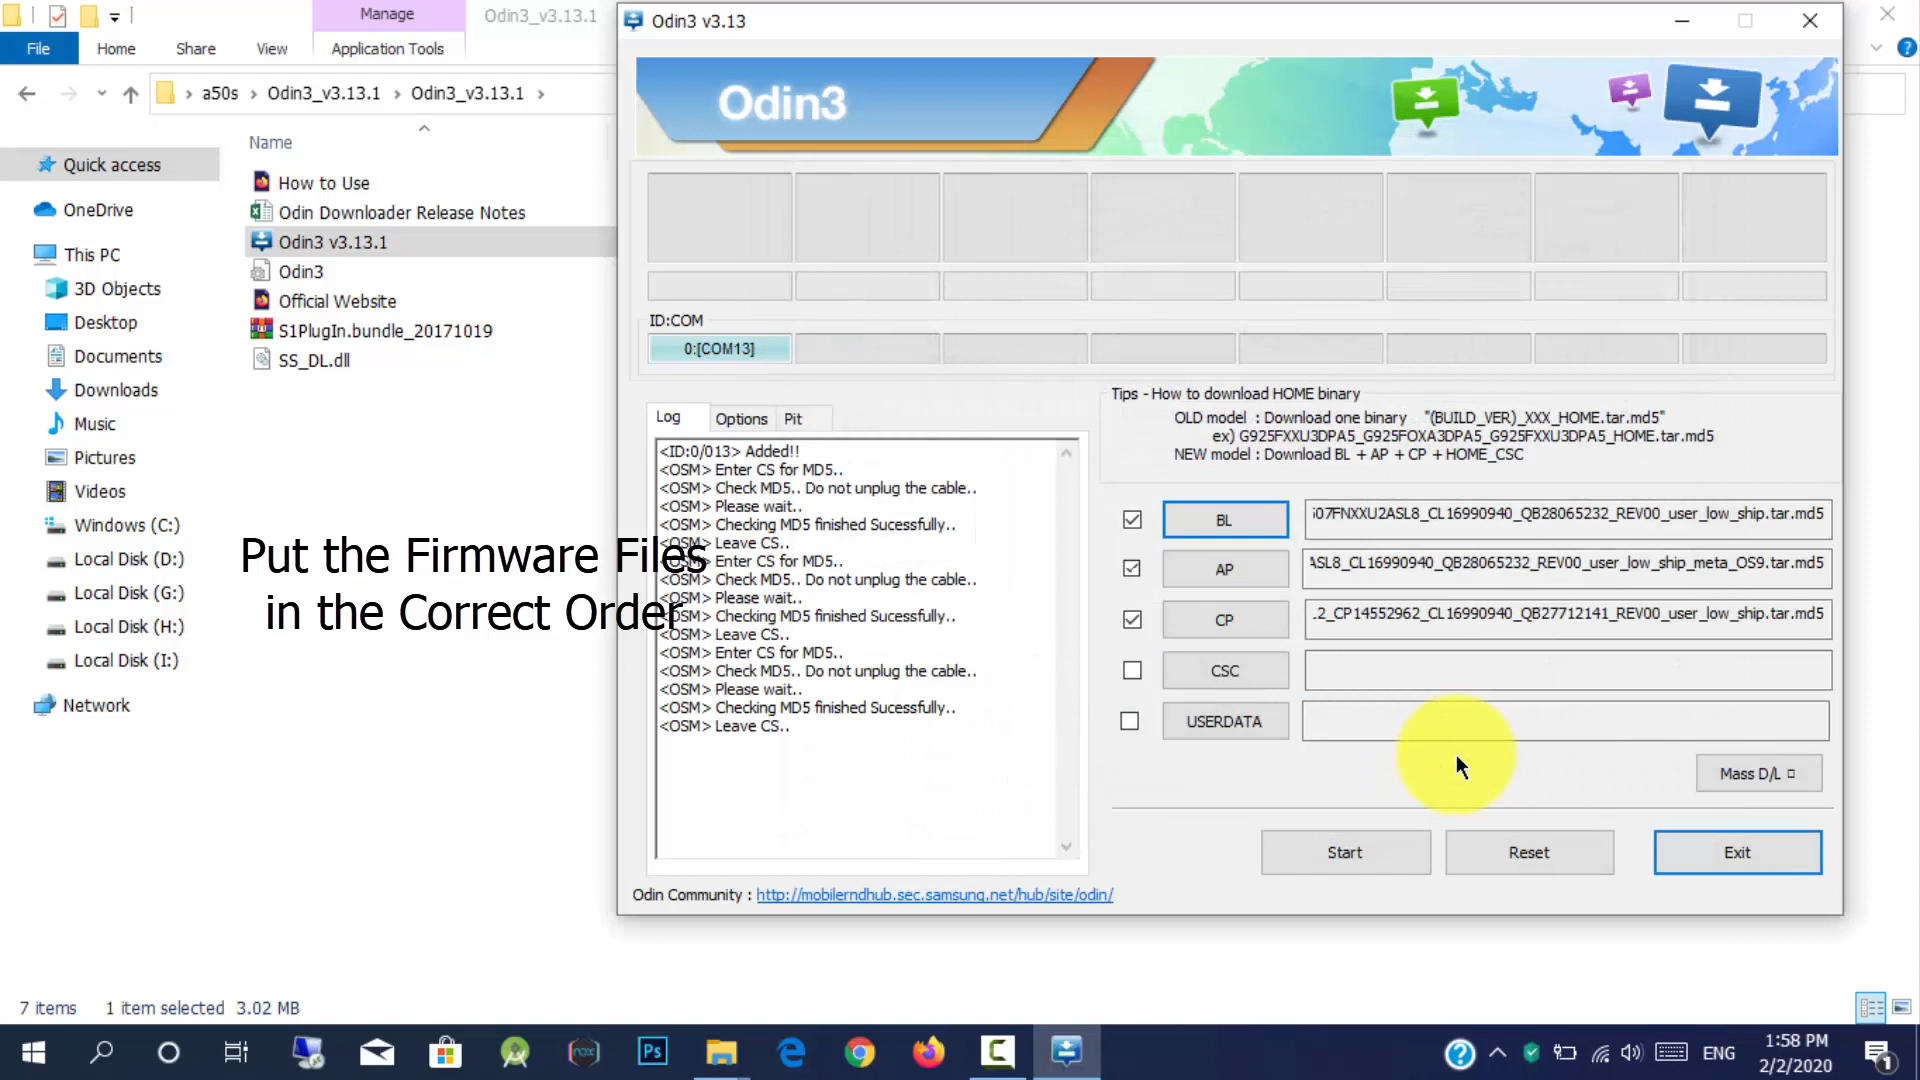 Manage
Odin3_v3.13.1
File
Home
Share
View
Application Tools
a50s
Odin3_v3.13.1
Odin3_v3.13.1
Name
Quick access
OneDrive
This PC
3D Objects
Desktop
Documents
Downloads
Music
Pictures
Videos
Windows (C:)
Local Disk (D:)
Local Disk (G:)
Local Disk (H:)
Local Disk (I:)
Network
How to Use
Odin Downloader Release Notes
Odin3 v3.13.1
Odin3
Official Website
S1PlugIn.bundle_20171019
SS_DL.dll
Put the Firmware Files
in the Correct Order
Odin3 v3.13
Odin3
ID:COM
0:[COM13]
Log
Options
Pit
<ID:0/013> Added!!
<OSM> Enter CS for MD5..
<OSM> Check MD5.. Do not unplug the cable..
<OSM> Please wait..
<OSM> Checking MD5 finished Sucessfully..
<OSM> Leave CS..
<OSM> Enter CS for MD5..
<OSM> Check MD5.. Do not unplug the cable..
<OSM> Please wait..
<OSM> Checking MD5 finished Sucessfully..
<OSM> Leave CS..
<OSM> Enter CS for MD5..
<OSM> Check MD5.. Do not unplug the cable..
<OSM> Please wait..
<OSM> Checking MD5 finished Sucessfully..
<OSM> Leave CS..
Tips - How to download HOME binary
OLD model : Download one binary "(BUILD_VER)_XXX_HOME.tar.md5"
ex) G925FXXU3DPA5_G925FOXA3DPA5_G925FXXU3DPA5_HOME.tar.md5
NEW model : Download BL + AP + CP + HOME_CSC
BL
i07FNXXU2ASL8_CL16990940_QB28065232_REV00_user_low_ship.tar.md5
AP
ASL8_CL16990940_QB28065232_REV00_user_low_ship_meta_OS9.tar.md5
CP
.2_CP14552962_CL16990940_QB27712141_REV00_user_low_ship.tar.md5
CSC
USERDATA
Mass D/L
Start
Reset
Exit
Odin Community : http://mobilerndhub.sec.samsung.net/hub/site/odin/
7 items
1 item selected 3.02 MB
nox
Ps
ENG
1:58 PM
2/2/2020
1